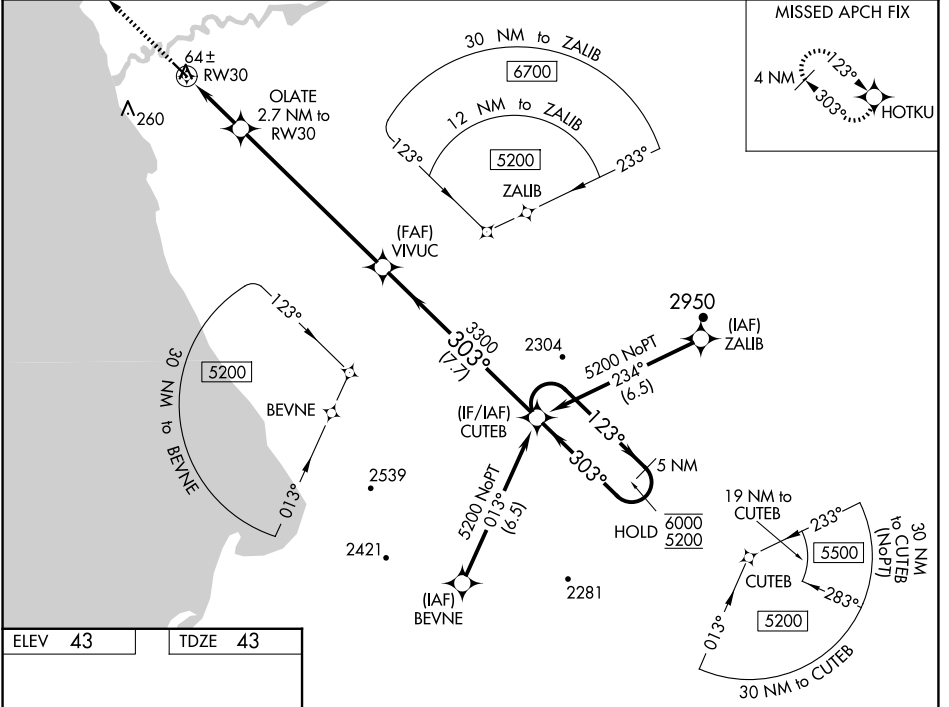 MISSED APCH FIX
4 NM
123°
303°
HOTKU
64±
RW30
260
OLATE
2.7 NM to
RW30
30 NM to ZALIB
6700
12 NM to ZALIB
5200
123°
233°
ZALIB
(FAF)
VIVUC
3300
303°
(7.7)
123°
30 NM to BEVNE
5200
BEVNE
013°
2304
2950
(IAF)
ZALIB
5200 NoPT
234°
(6.5)
(IF/IAF)
CUTEB
123°
303°
5 NM
HOLD
6000
5200
2539
2421
5200 NoPT
013°
(6.5)
(IAF)
BEVNE
2281
19 NM to
CUTEB
233°
30 NM
to CUTEB
(NoPT)
5500
CUTEB
283°
5200
013°
30 NM to CUTEB
ELEV 43
TDZE 43